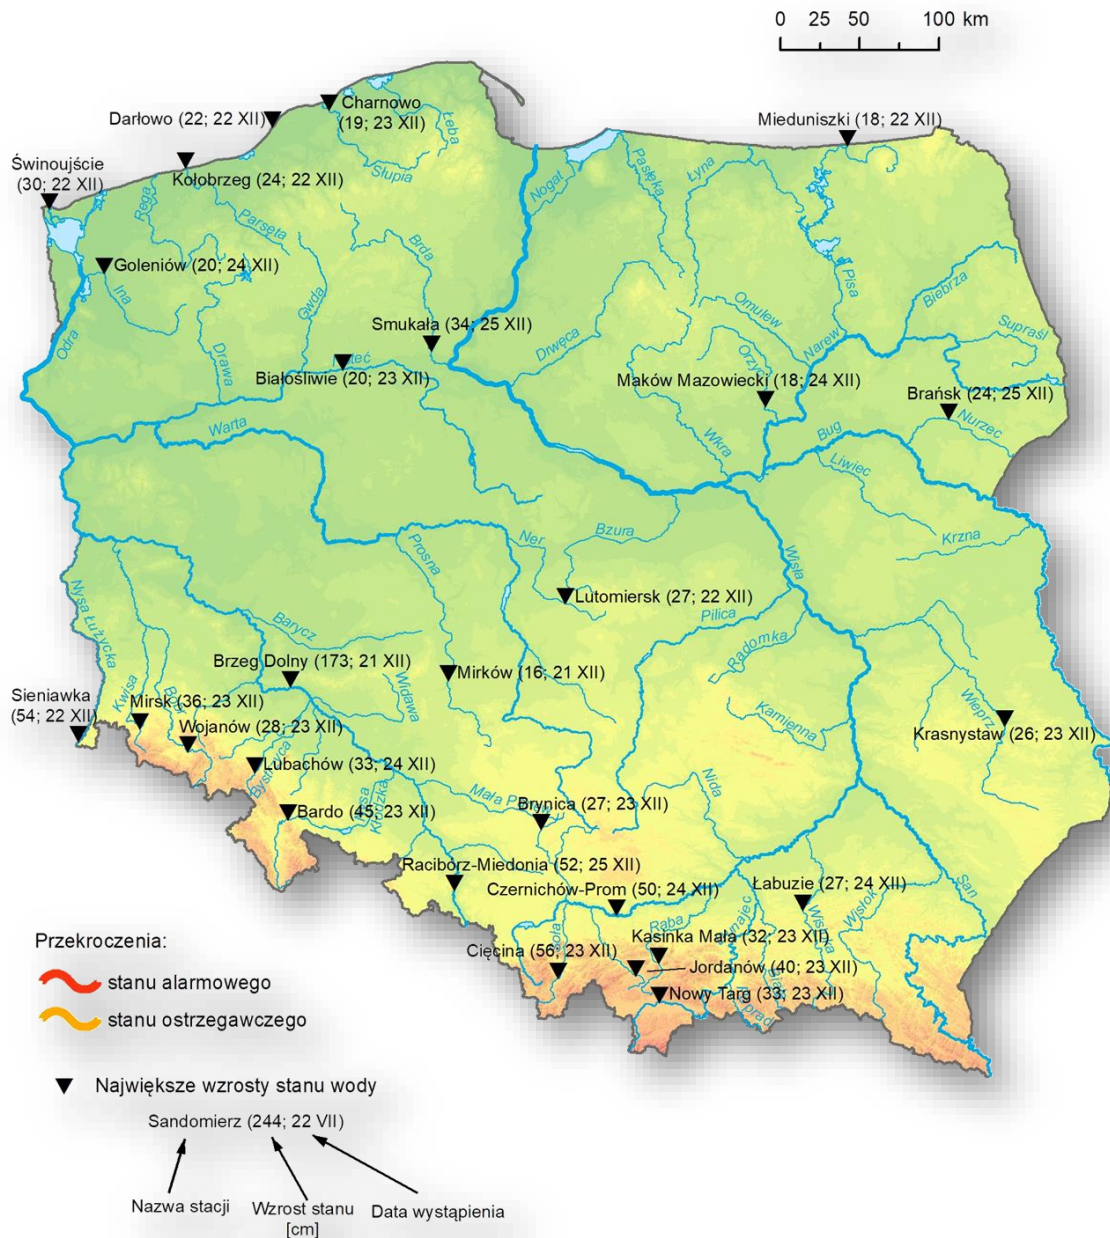 0 25 50 100 km
Charnowo
(19; 23 XII)
Darłowo (22; 22 XII)
Mieduniszki (18; 22 XII)
Łeba
Słupia
Świnoujście
(30; 22 XII)
Kołobrzeg (24; 22 XII)
Rega
Parsęta
Nogat
Pasłęka
Łyna
Brda
Goleniów (20; 24 XII)
Ina
Gwda
Pisa
Biebrza
Omulew
Smukała (34; 25 XII)
Drwęca
Orzyc
Narew
Supraśl
Odra
Drawa
Białośliwie (20; 23 XII)
Maków Mazowiecki (18; 24 XII)
Brańsk (24; 25 XII)
Nurzec
Warta
Wkra
Bug
Liwiec
Prosna
Ner
Bzura
Krzna
Wisła
Nysa Łużycka
Lutomiersk (27; 22 XII)
Pilica
Barycz
Radomka
Brzeg Dolny (173; 21 XII)
Mirków (16; 21 XII)
Widawa
Sieniawka
(54; 22 XII)
Kwisa
Mirsk (36; 23 XII)
Wojanów (28; 23 XII)
Kamienna
Wieprz
Krasnystaw (26; 23 XII)
Lubachów (33; 24 XII)
Bystrzyca
Nida
Mała
Brynica (27; 23 XII)
Bardo (45; 23 XII)
Kłodzka
Racibórz-Miedonia (52; 25 XII)
Czernichów-Prom (50; 24 XII)
Łabuzie (27; 24 XII)
San
Raba
Wisłoka
Wisłok
Kasinka Mała (32; 23 XII)
Cięcina (56; 23 XII)
Jordanów (40; 23 XII)
Nowy Targ (33; 23 XII)
Przekroczenia:
stanu alarmowego
stanu ostrzegawczego
Największe wzrosty stanu wody
Sandomierz (244; 22 VII)
Nazwa stacji
Wzrost stanu
[cm]
Data wystąpienia